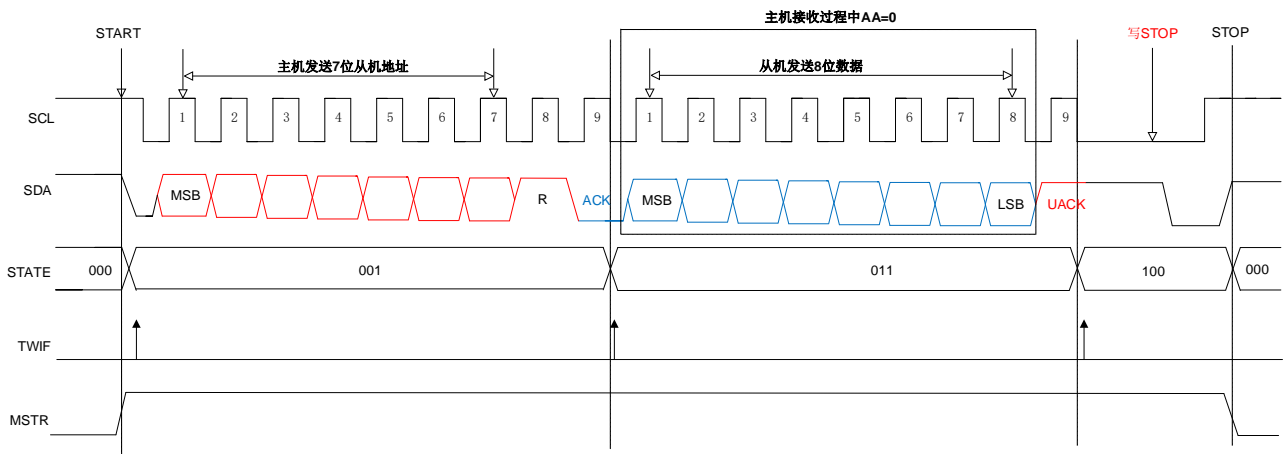 主机接收过程中AA=0
START
写STOP
STOP
主机发送7位从机地址
从机发送8位数据
SCL
1 2 3 4 5 6 7 8 9 1 2 3 4 5 6 7 8 9
SDA
MSB R ACK MSB LSB UACK
STATE 000 001 011 100 000
TWIF
MSTR